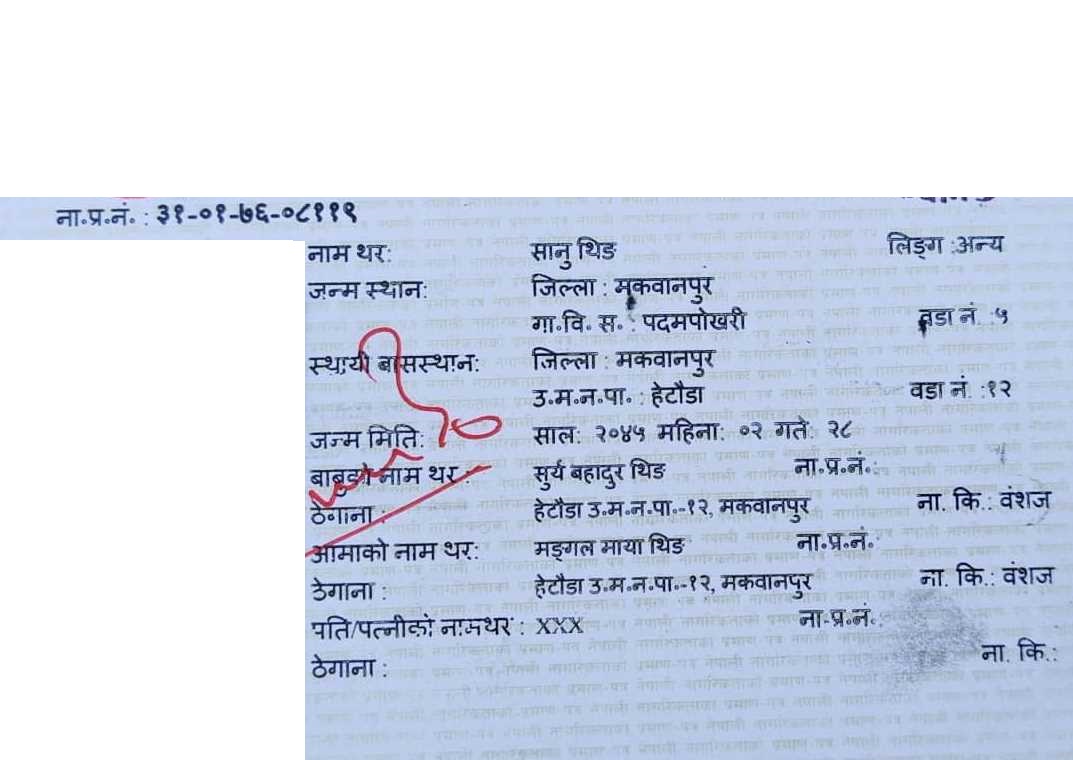 ना॰प्र॰नं॰ : ३१-०१-७६-०८११९
नाम थर: सानु थिङ लिङ्ग :अन्य
जन्म स्थान: जिल्ला : मकवानपुर
गा॰वि॰ स॰ : पदमपोखरी वडा नं. :५
स्थायी बासस्थान: जिल्ला : मकवानपुर
उ॰म॰न॰पा॰ : हेटौडा वडा नं. :१२
जन्म मिति: साल: २०४५ महिना: ०२ गते: २८
बाबुको नाम थर : सुर्य बहादुर थिङ ना॰प्र॰नं॰:
ठेगाना : हेटौडा उ॰म॰न॰पा॰-१२, मकवानपुर ना. कि.: वंशज
आमाको नाम थर: मङ्गल माया थिङ ना॰प्र॰नं॰:
ठेगाना : हेटौडा उ॰म॰न॰पा॰-१२, मकवानपुर ना. कि.: वंशज
पति/पत्नीको नामथर : XXX ना-प्र॰नं॰:
ठेगाना : ना. कि.: